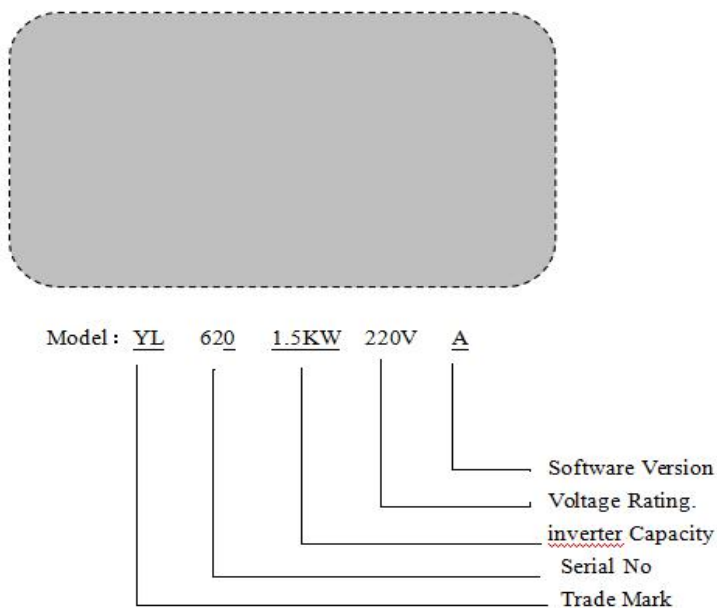 Model： YL 620 1.5KW 220V A
Software Version
Voltage Rating.
inverter Capacity
Serial No
Trade Mark